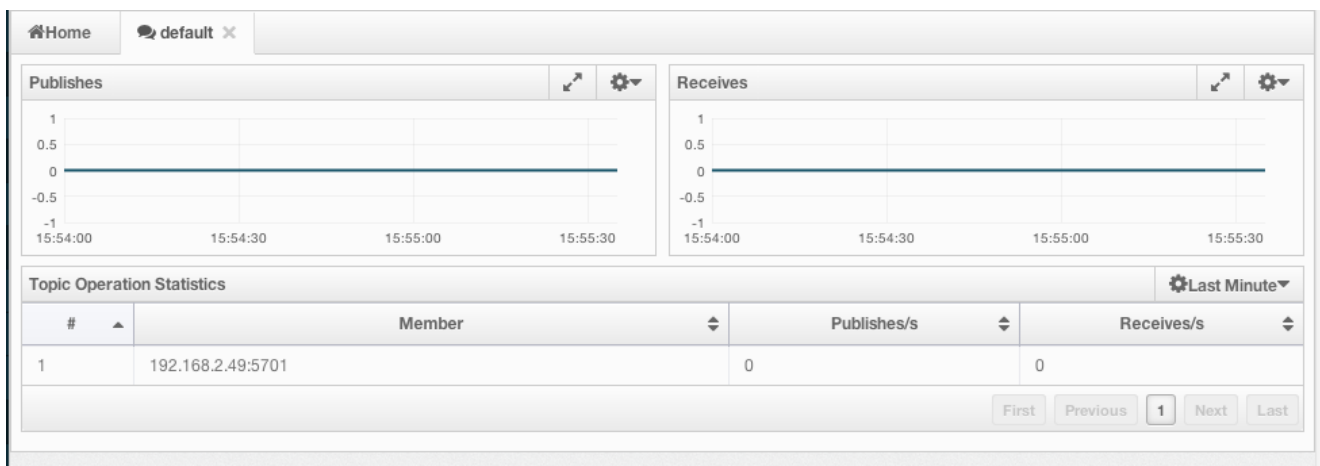 Home default
Publishes
1
0.5
0
-0.5
-1
15:54:00 15:54:30 15:55:00 15:55:30
Receives
1
0.5
0
-0.5
-1
15:54:00 15:54:30 15:55:00 15:55:30
Topic Operation Statistics Last Minute
# Member Publishes/s Receives/s
1 192.168.2.49:5701 0 0
First Previous 1 Next Last